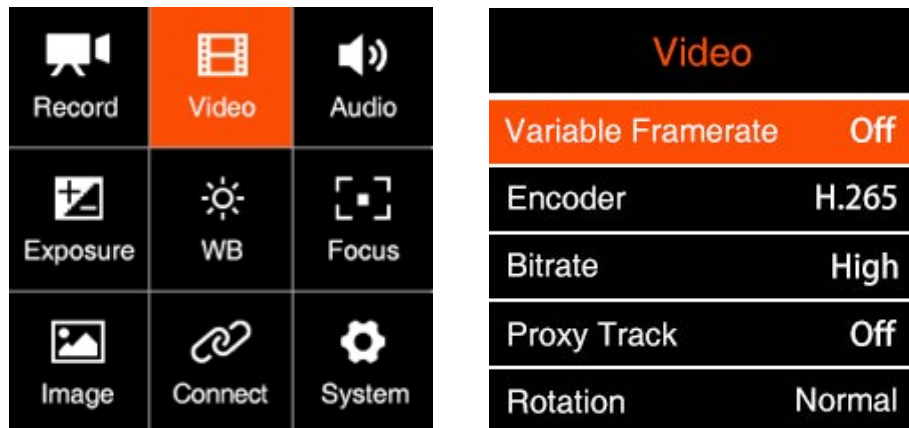 Record Video Audio
Exposure WB Focus
Image Connect System
Video
Variable Framerate Off
Encoder H.265
Bitrate High
Proxy Track Off
Rotation Normal